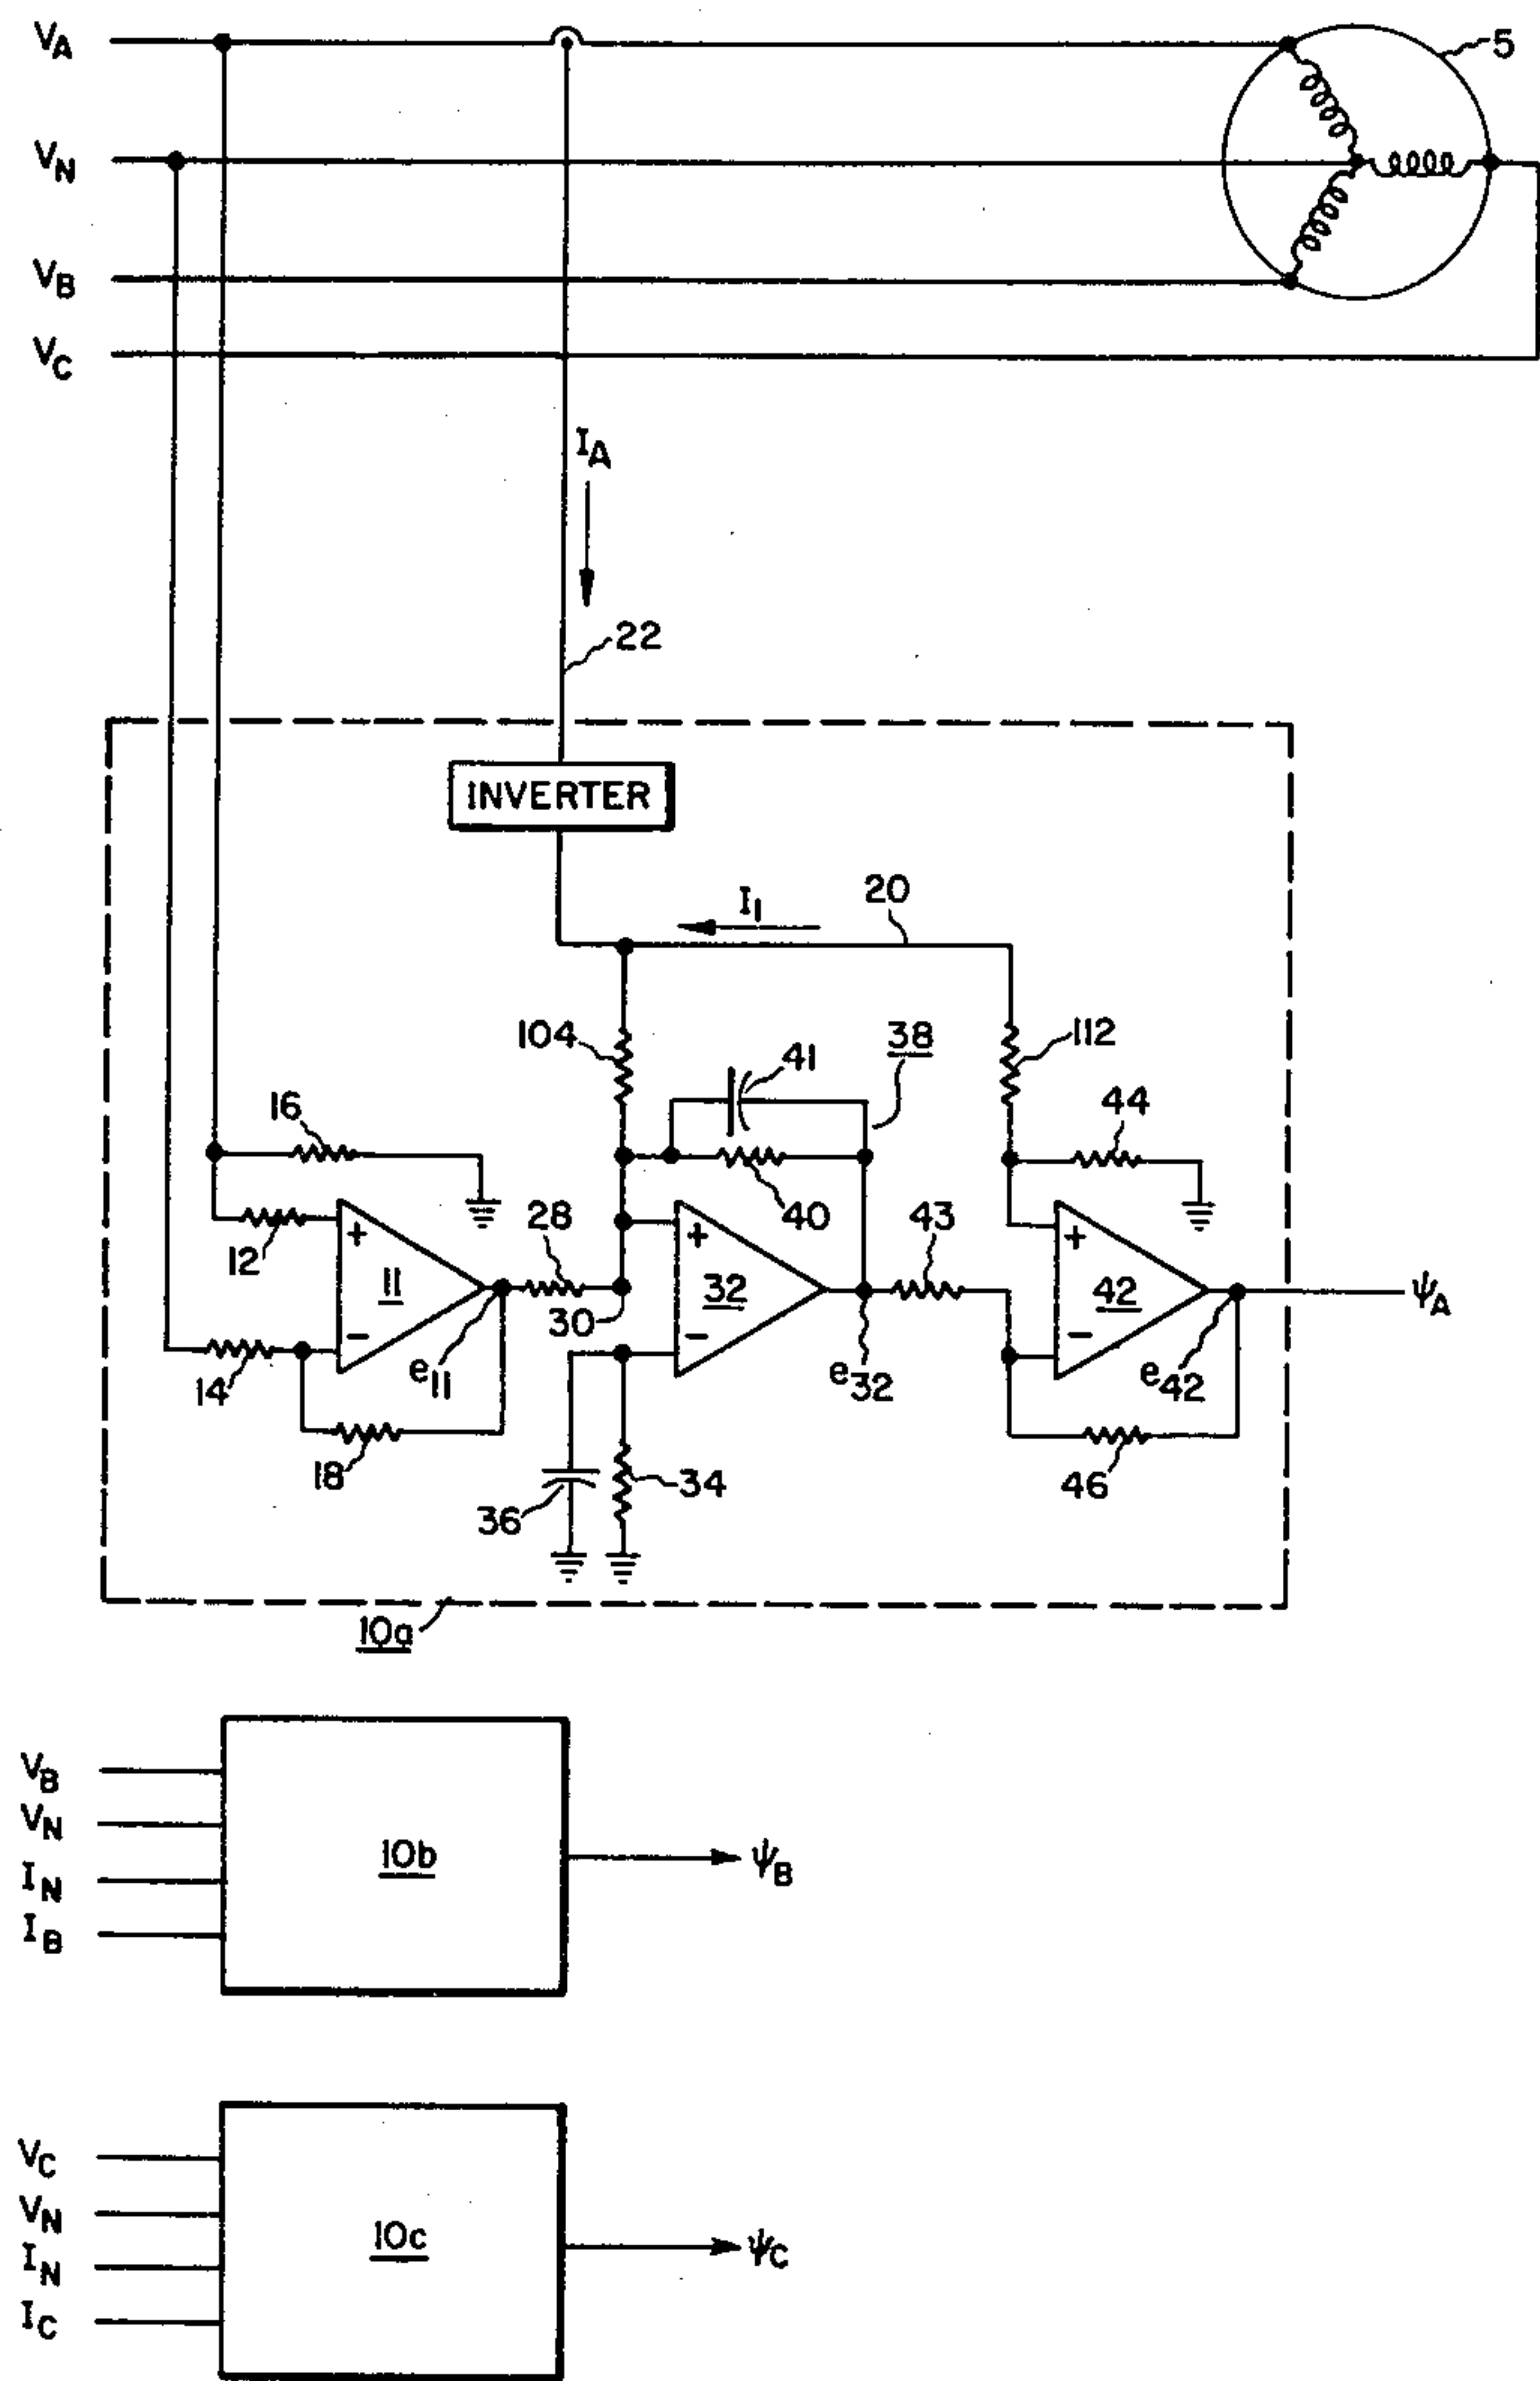 VA
5
VN
VB
VC
IA
22
INVERTER
I1
20
104
41
38
112
16
44
28
40
43
12
+
+
+
11
32
42
ψA
30
−
−
−
14
e11
e32
e42
18
34
36
46
10a
VB
VN
10b
ψB
IN
IB
VC
VN
10c
ψC
IN
IC